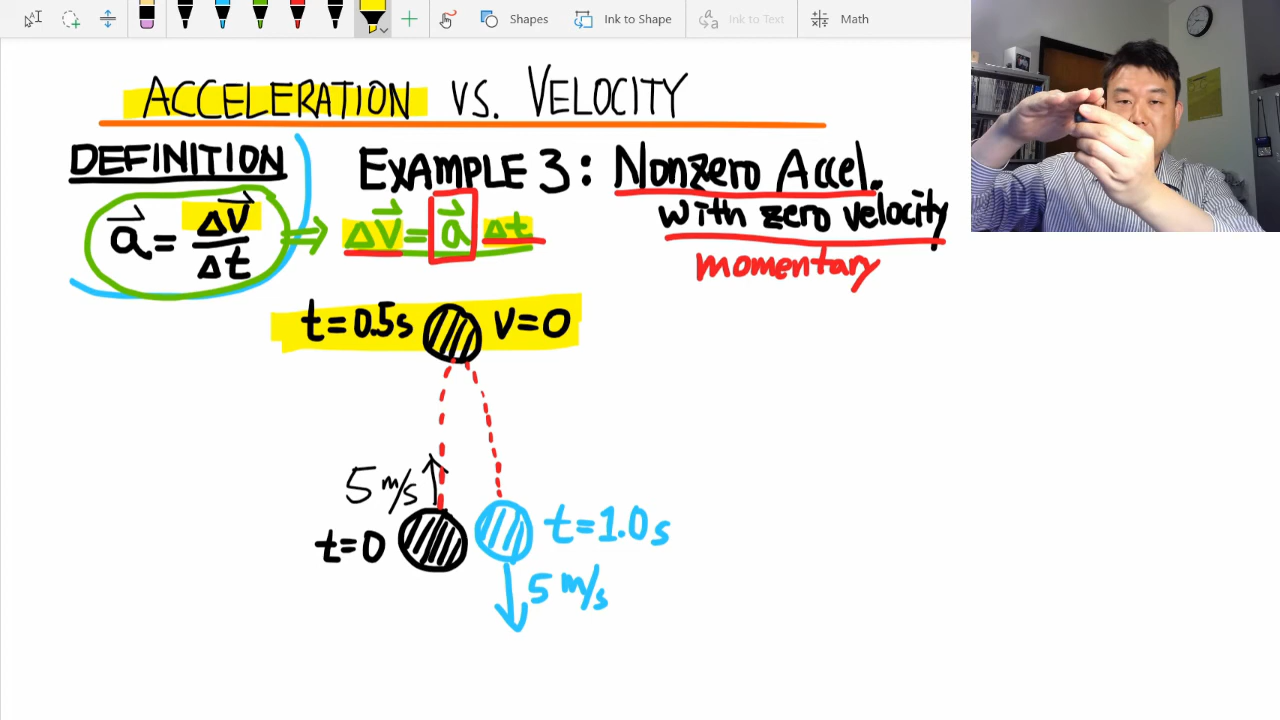 Shapes Ink to Shape Ink to Text Math
ACCELERATION VS. VELOCITY
DEFINITION
a = Δv/Δt ⇒ Δv = a Δt
EXAMPLE 3: Nonzero Accel.
with zero velocity
momentary
t=0.5s v=0
5 m/s
t=0
t=1.0s
5 m/s